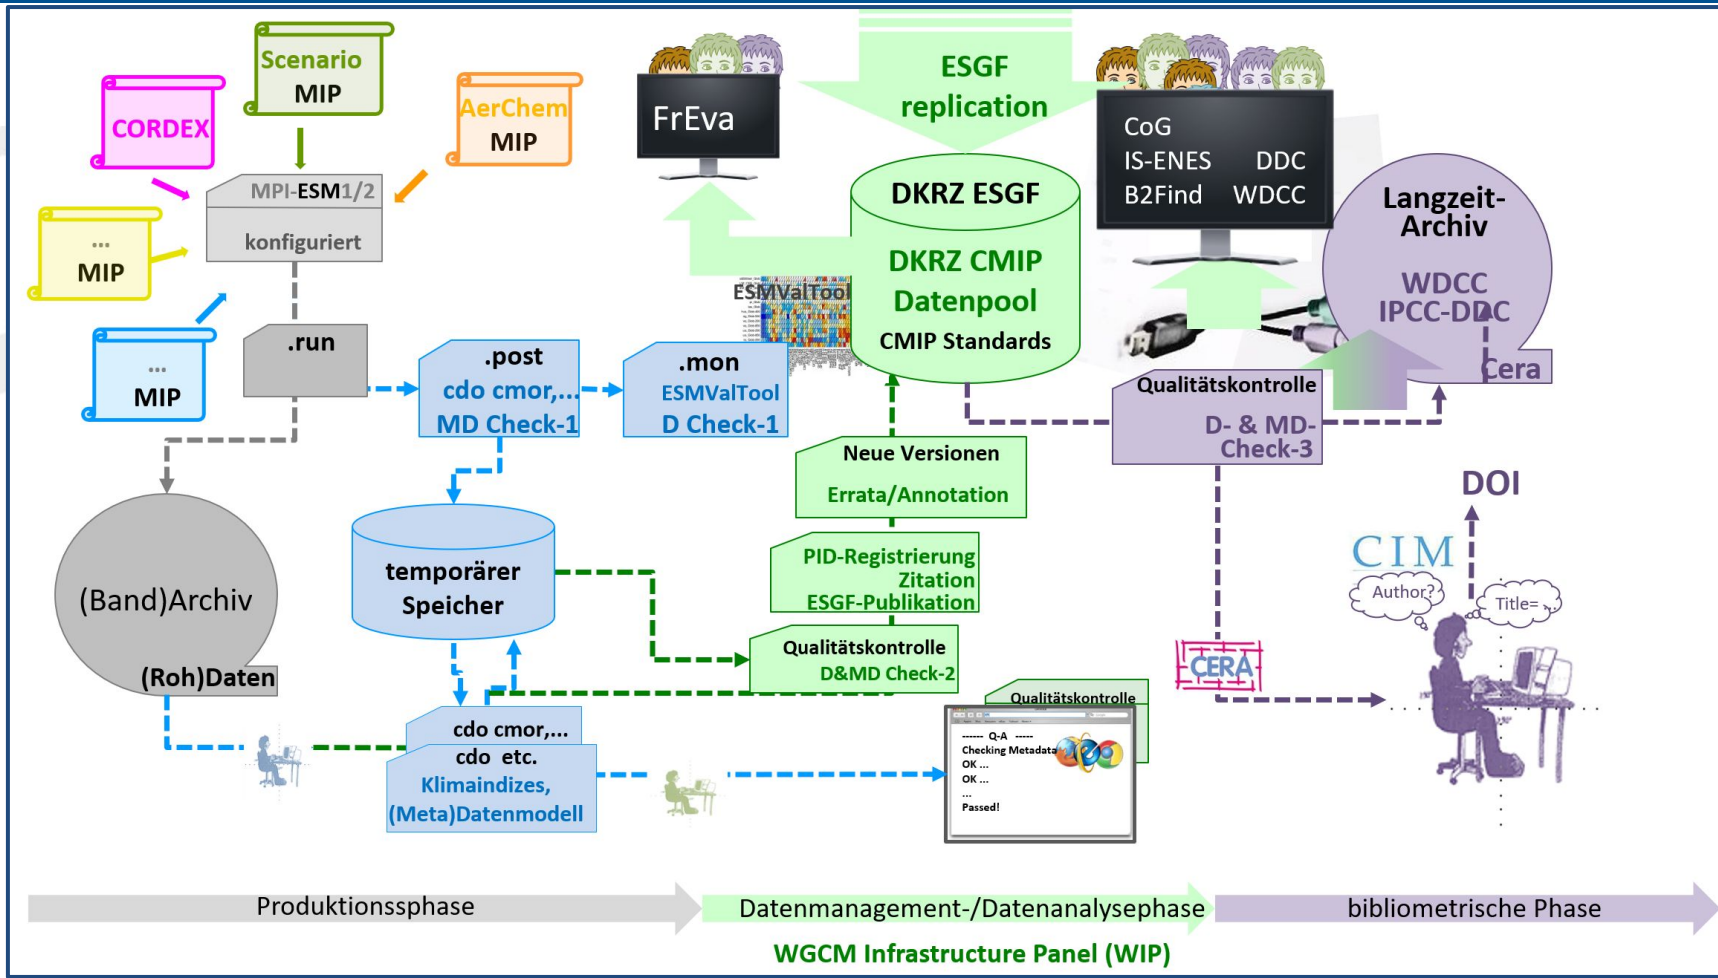 Scenario
MIP
CORDEX
AerChem
MIP
MPI-ESM1/2
konfiguriert
...
MIP
...
MIP
.run
.post
cdo cmor,...
MD Check-1
.mon
ESMValTool
D Check-1
(Band)Archiv
(Roh)Daten
temporärer
Speicher
cdo cmor,...
cdo etc.
Klimaindizes,
(Meta)Datenmodell
FrEva
ESGF
replication
DKRZ ESGF
DKRZ CMIP
Datenpool
CMIP Standards
ESMValTool
Neue Versionen
Errata/Annotation
PID-Registrierung
Zitation
ESGF-Publikation
Qualitätskontrolle
D&MD Check-2
Qualitätskontrolle
------ Q-A -----
Checking Metadata
OK ...
OK ...
...
Passed!
CoG
IS-ENES DDC
B2Find WDCC
Langzeit-
Archiv
WDCC
IPCC-DDC
Cera
Qualitätskontrolle
D- & MD-
Check-3
DOI
CIM
Author?
Title= ...
CERA
Produktionssphase
Datenmanagement-/Datenanalysephase
bibliometrische Phase
WGCM Infrastructure Panel (WIP)